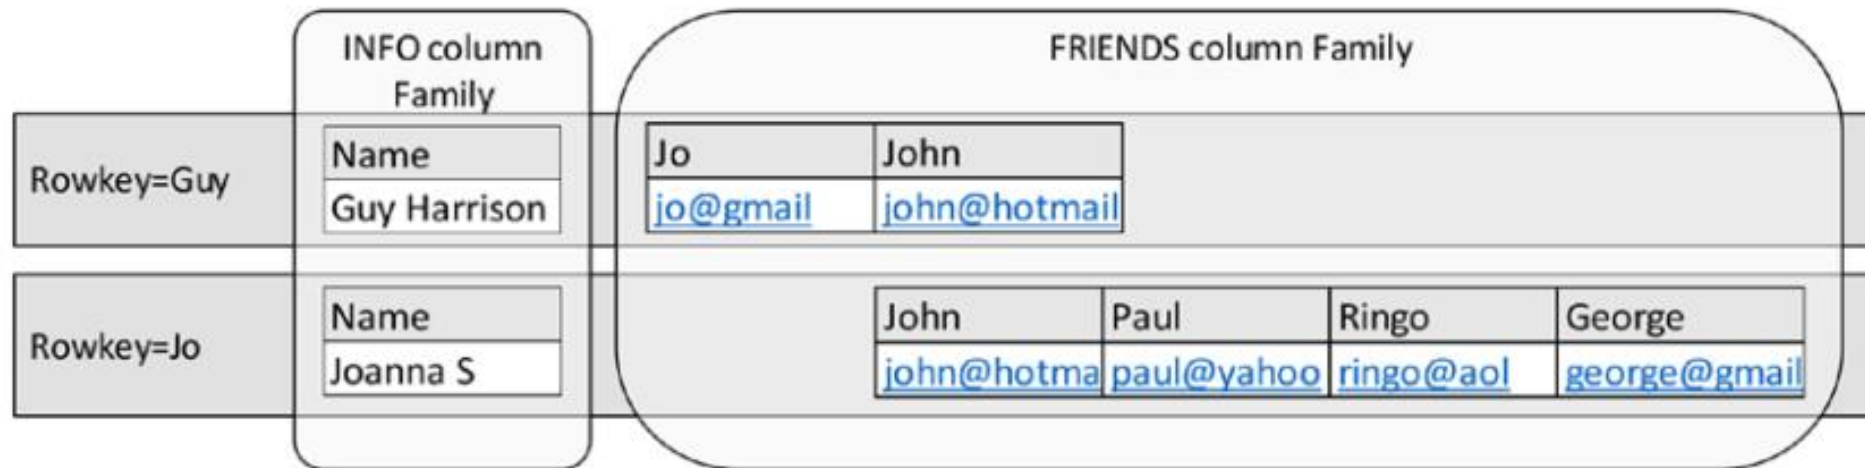 INFO column
Family
FRIENDS column Family
Rowkey=Guy
Name
Guy Harrison
Jo John
jo@gmail john@hotmail
Rowkey=Jo
Name
Joanna S
John Paul Ringo George
john@hotma paul@yahoo ringo@aol george@gmail